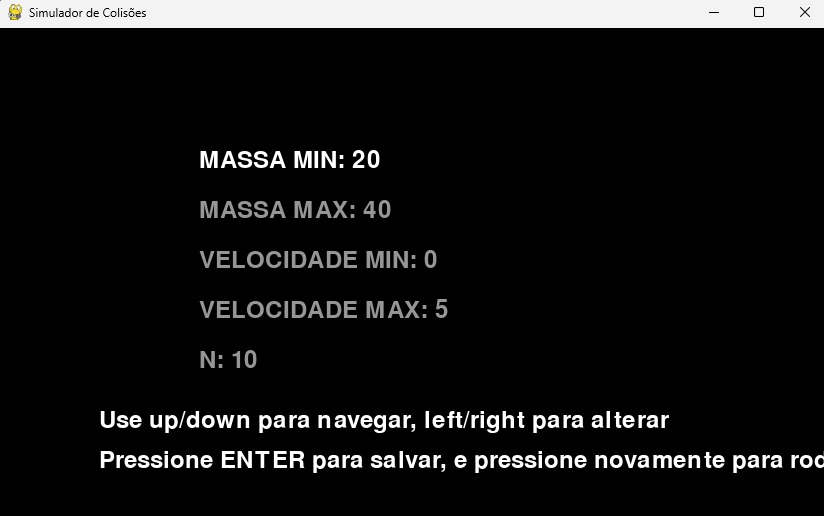 Simulador de Colisões
MASSA MIN: 20
MASSA MAX: 40
VELOCIDADE MIN: 0
VELOCIDADE MAX: 5
N: 10
Use up/down para navegar, left/right para alterar
Pressione ENTER para salvar, e pressione novamente para rod